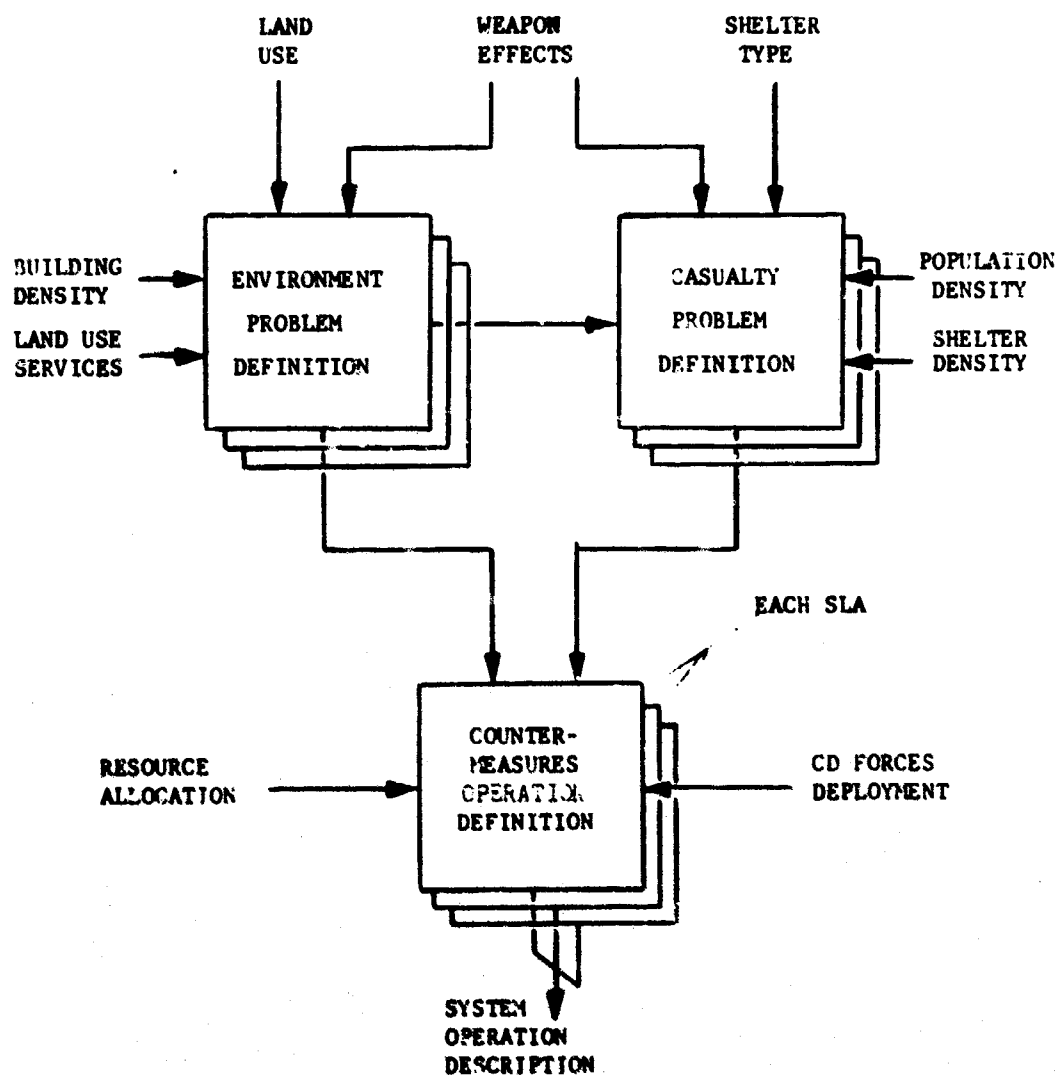 LAND
USE
WEAPON
EFFECTS
SHELTER
TYPE
BUILDING
DENSITY
LAND USE
SERVICES
ENVIRONMENT
PROBLEM
DEFINITION
CASUALTY
PROBLEM
DEFINITION
POPULATION
DENSITY
SHELTER
DENSITY
EACH SLA
RESOURCE
ALLOCATION
COUNTER-
MEASURES
OPERATION
DEFINITION
CD FORCES
DEPLOYMENT
SYSTEM
OPERATION
DESCRIPTION